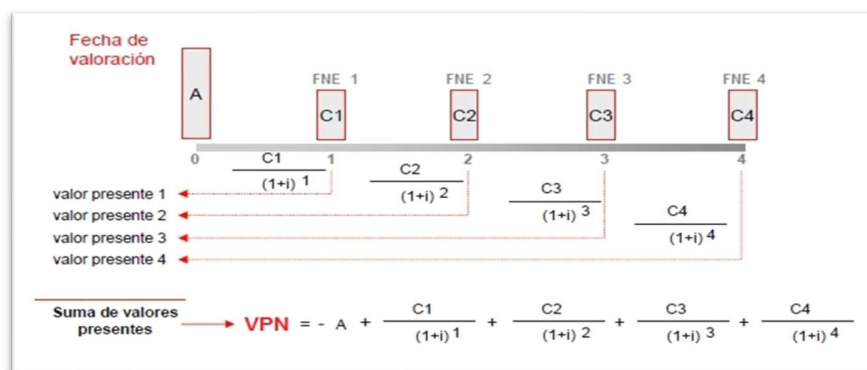 Fecha de
valoración
FNE 1 FNE 2 FNE 3 FNE 4
A
C1 C2 C3 C4
0 1 2 3 4
C1
(1+i) 1
C2
(1+i) 2
C3
(1+i) 3
C4
(1+i) 4
valor presente 1
valor presente 2
valor presente 3
valor presente 4
Suma de valores
presentes
VPN = - A + C1 / (1+i) 1 + C2 / (1+i) 2 + C3 / (1+i) 3 + C4 / (1+i) 4